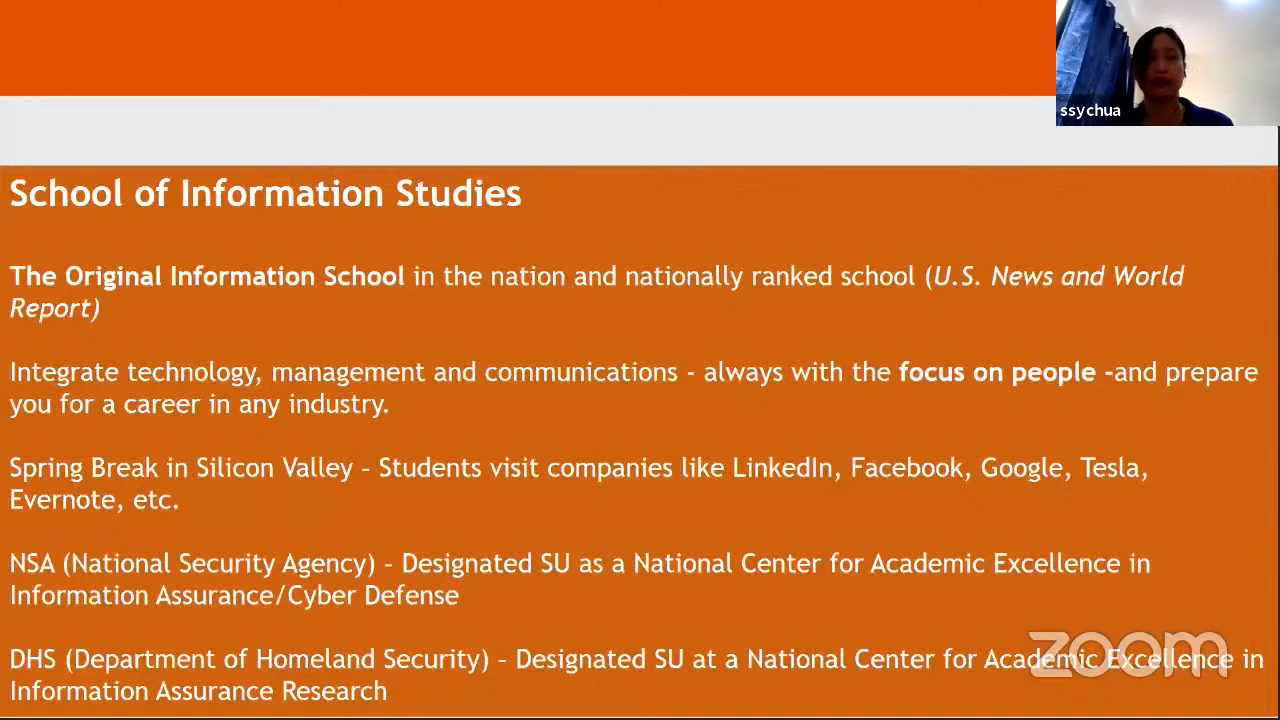 ssychua
School of Information Studies
The Original Information School in the nation and nationally ranked school (U.S. News and World
Report)
Integrate technology, management and communications - always with the focus on people -and prepare
you for a career in any industry.
Spring Break in Silicon Valley – Students visit companies like LinkedIn, Facebook, Google, Tesla,
Evernote, etc.
NSA (National Security Agency) – Designated SU as a National Center for Academic Excellence in
Information Assurance/Cyber Defense
DHS (Department of Homeland Security) – Designated SU at a National Center for Academic Excellence in
Information Assurance Research
zoom